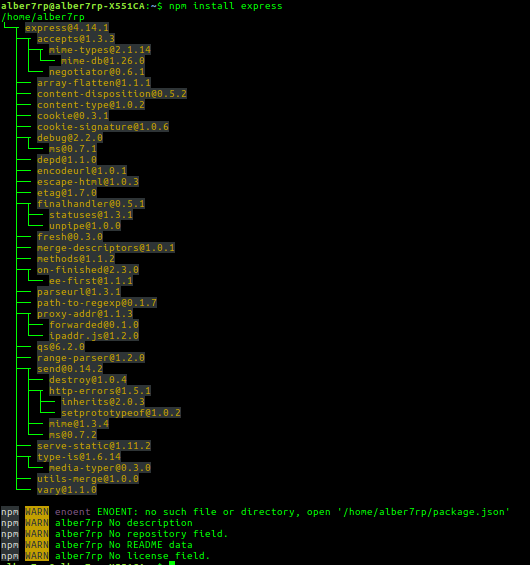 alber7rp@alber7rp-X551CA:~$ npm install express
/home/alber7rp
└─┬ express@4.14.1
  ├─┬ accepts@1.3.3
  │ ├─┬ mime-types@2.1.14
  │ │ └── mime-db@1.26.0
  │ └── negotiator@0.6.1
  ├── array-flatten@1.1.1
  ├── content-disposition@0.5.2
  ├── content-type@1.0.2
  ├── cookie@0.3.1
  ├── cookie-signature@1.0.6
  ├─┬ debug@2.2.0
  │ └── ms@0.7.1
  ├── depd@1.1.0
  ├── encodeurl@1.0.1
  ├── escape-html@1.0.3
  ├── etag@1.7.0
  ├─┬ finalhandler@0.5.1
  │ ├── statuses@1.3.1
  │ └── unpipe@1.0.0
  ├── fresh@0.3.0
  ├── merge-descriptors@1.0.1
  ├── methods@1.1.2
  ├─┬ on-finished@2.3.0
  │ └── ee-first@1.1.1
  ├── parseurl@1.3.1
  ├── path-to-regexp@0.1.7
  ├─┬ proxy-addr@1.1.3
  │ ├── forwarded@0.1.0
  │ └── ipaddr.js@1.2.0
  ├── qs@6.2.0
  ├── range-parser@1.2.0
  ├─┬ send@0.14.2
  │ ├── destroy@1.0.4
  │ ├─┬ http-errors@1.5.1
  │ │ ├── inherits@2.0.3
  │ │ └── setprototypeof@1.0.2
  │ ├── mime@1.3.4
  │ └── ms@0.7.2
  ├── serve-static@1.11.2
  ├─┬ type-is@1.6.14
  │ └── media-typer@0.3.0
  ├── utils-merge@1.0.0
  └── vary@1.1.0

npm WARN enoent ENOENT: no such file or directory, open '/home/alber7rp/package.json'
npm WARN alber7rp No description
npm WARN alber7rp No repository field.
npm WARN alber7rp No README data
npm WARN alber7rp No license field.